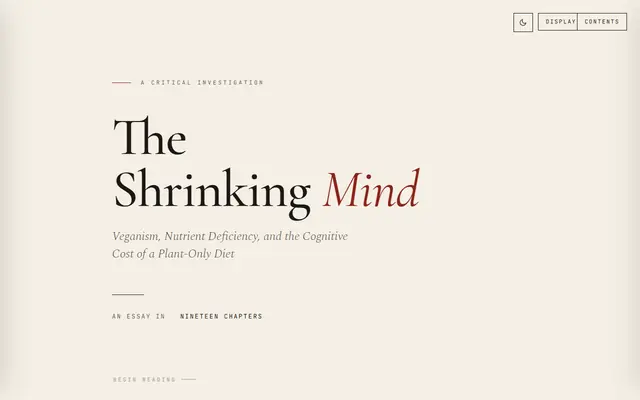 DISPLAY CONTENTS
A CRITICAL INVESTIGATION
The
Shrinking Mind
Veganism, Nutrient Deficiency, and the Cognitive
Cost of a Plant-Only Diet
AN ESSAY IN NINETEEN CHAPTERS
BEGIN READING